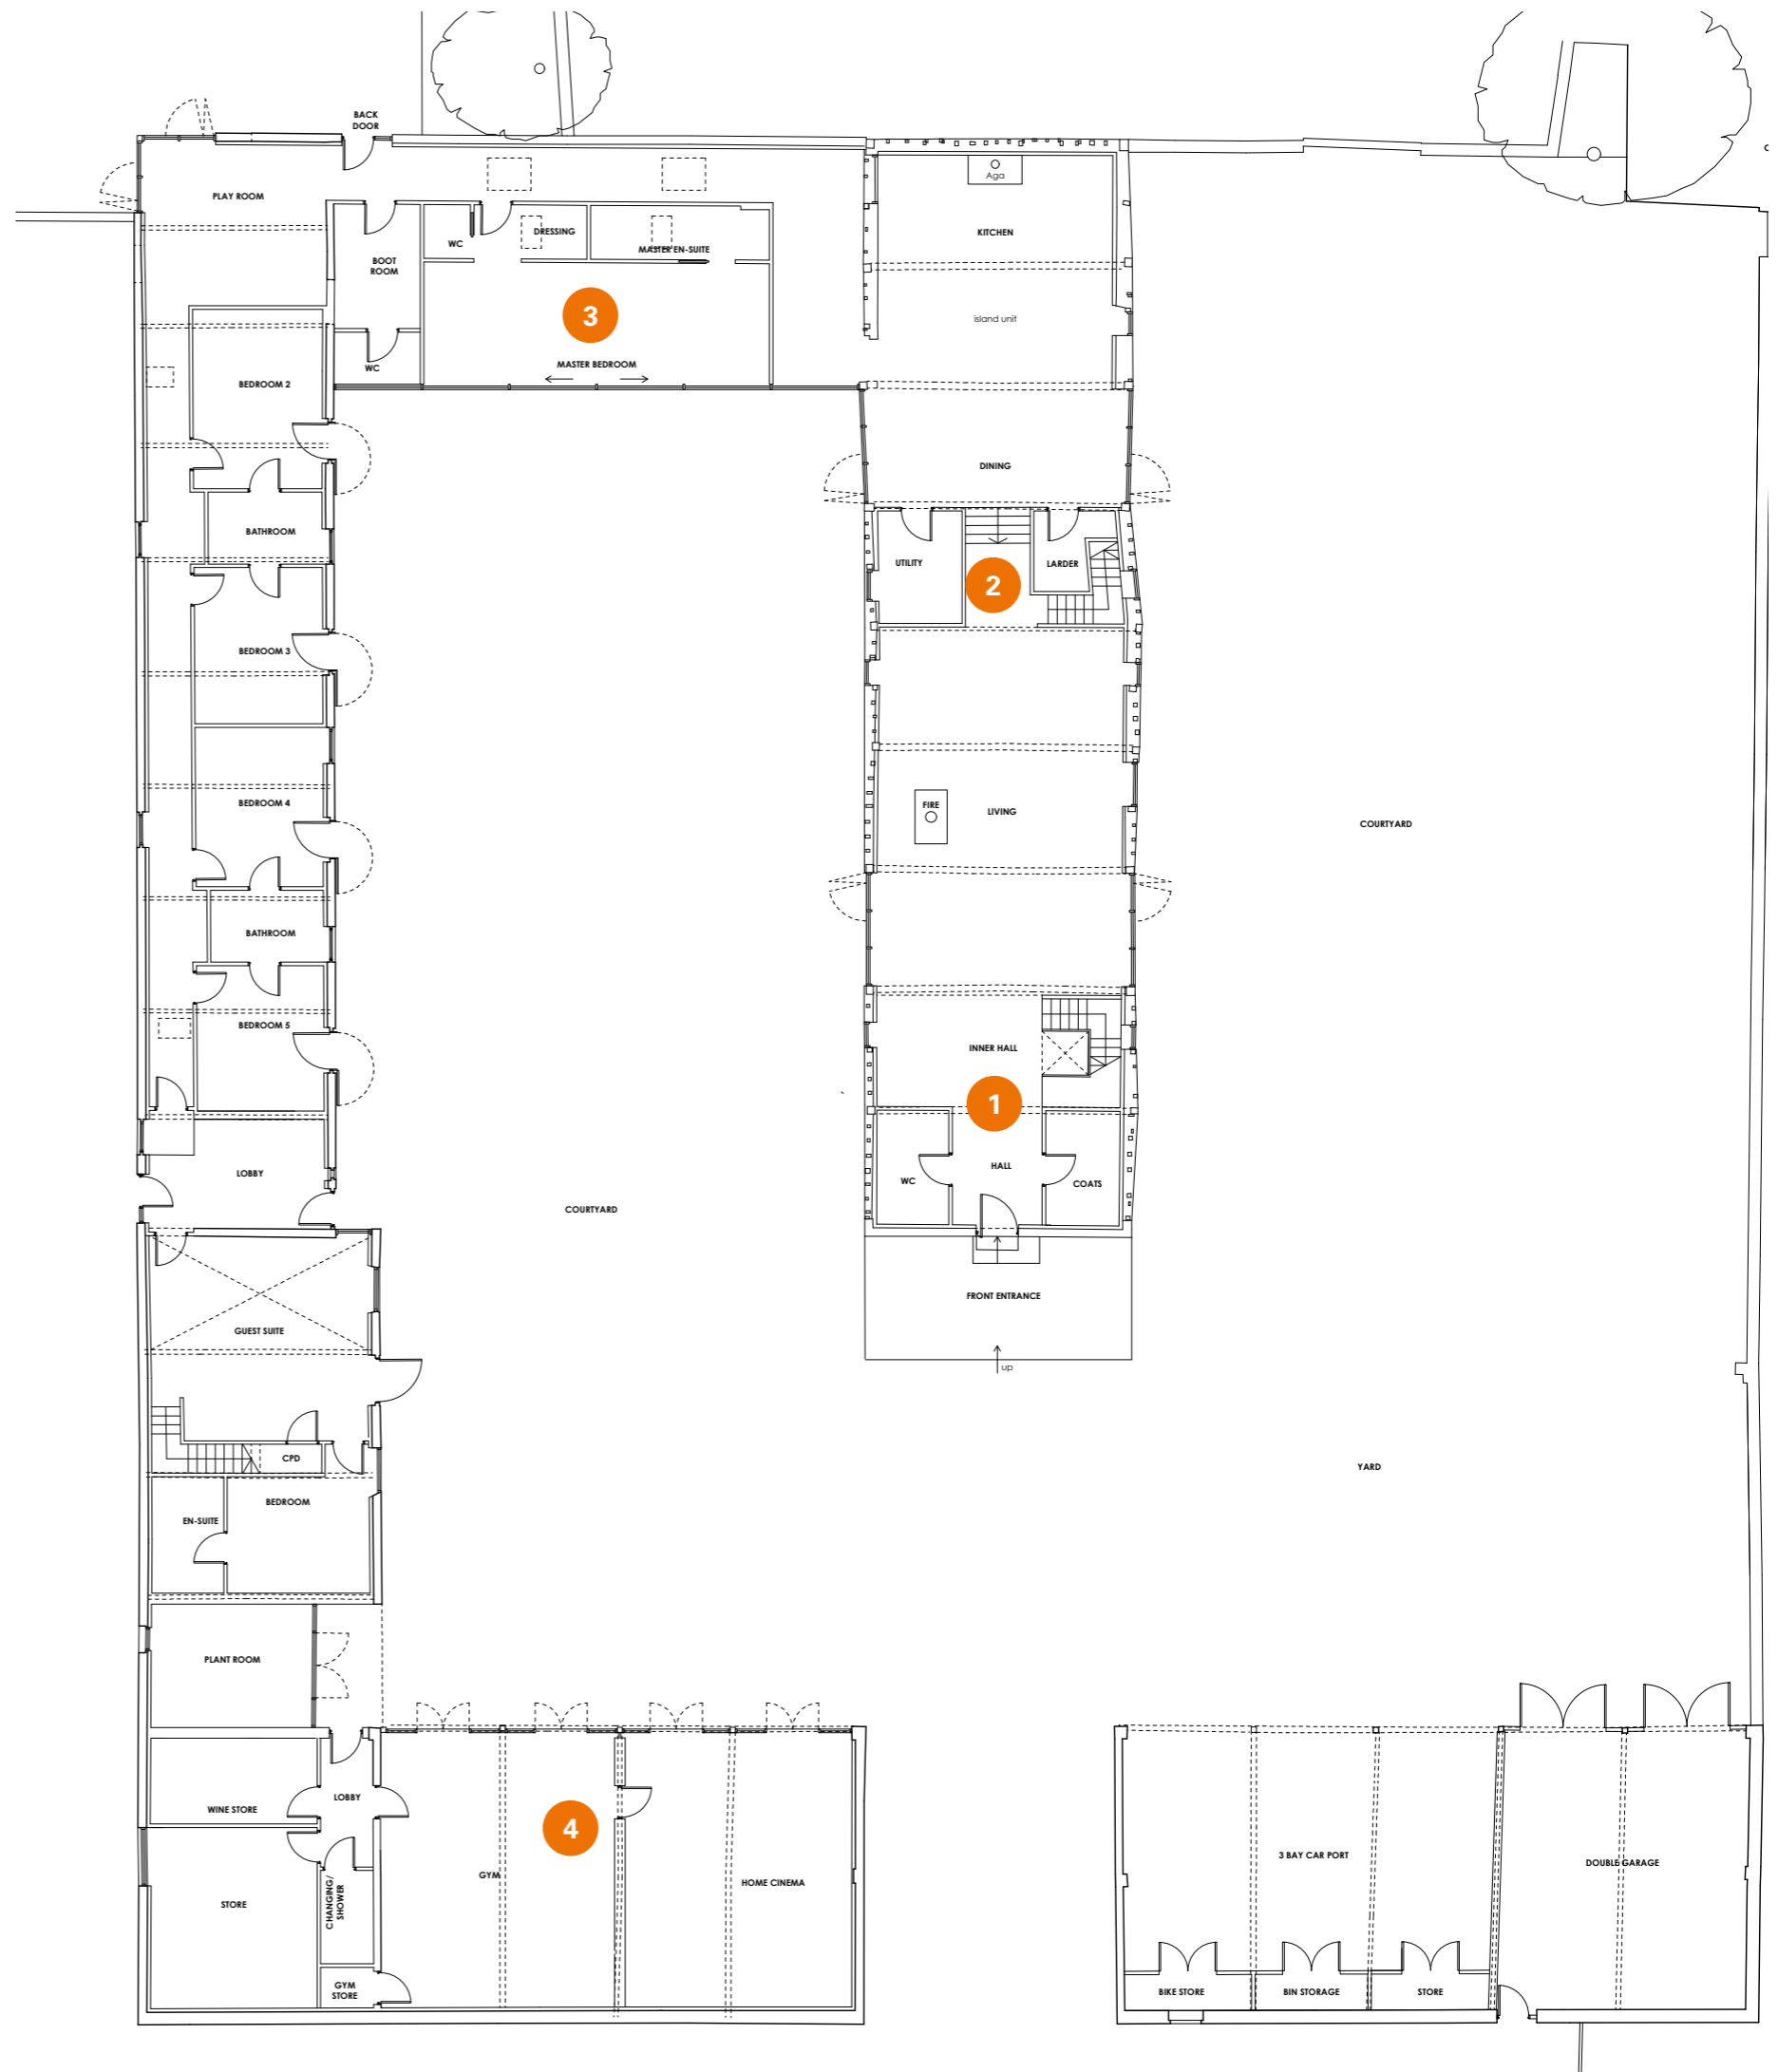 BACK
DOOR
PLAY ROOM
Aga
KITCHEN
WC
DRESSING
MASTER EN-SUITE
BOOT
ROOM
3
island unit
MASTER BEDROOM
WC
BEDROOM 2
DINING
BATHROOM
UTILITY
2
LARDER
BEDROOM 3
BEDROOM 4
FIRE
LIVING
COURTYARD
BATHROOM
BEDROOM 5
INNER HALL
1
LOBBY
WC
HALL
COATS
COURTYARD
FRONT ENTRANCE
GUEST SUITE
up
CPD
YARD
BEDROOM
EN-SUITE
PLANT ROOM
LOBBY
WINE STORE
4
3 BAY CAR PORT
DOUBLE GARAGE
GYM
HOME CINEMA
STORE
CHANGING/
SHOWER
GYM
STORE
BIKE STORE
BIN STORAGE
STORE